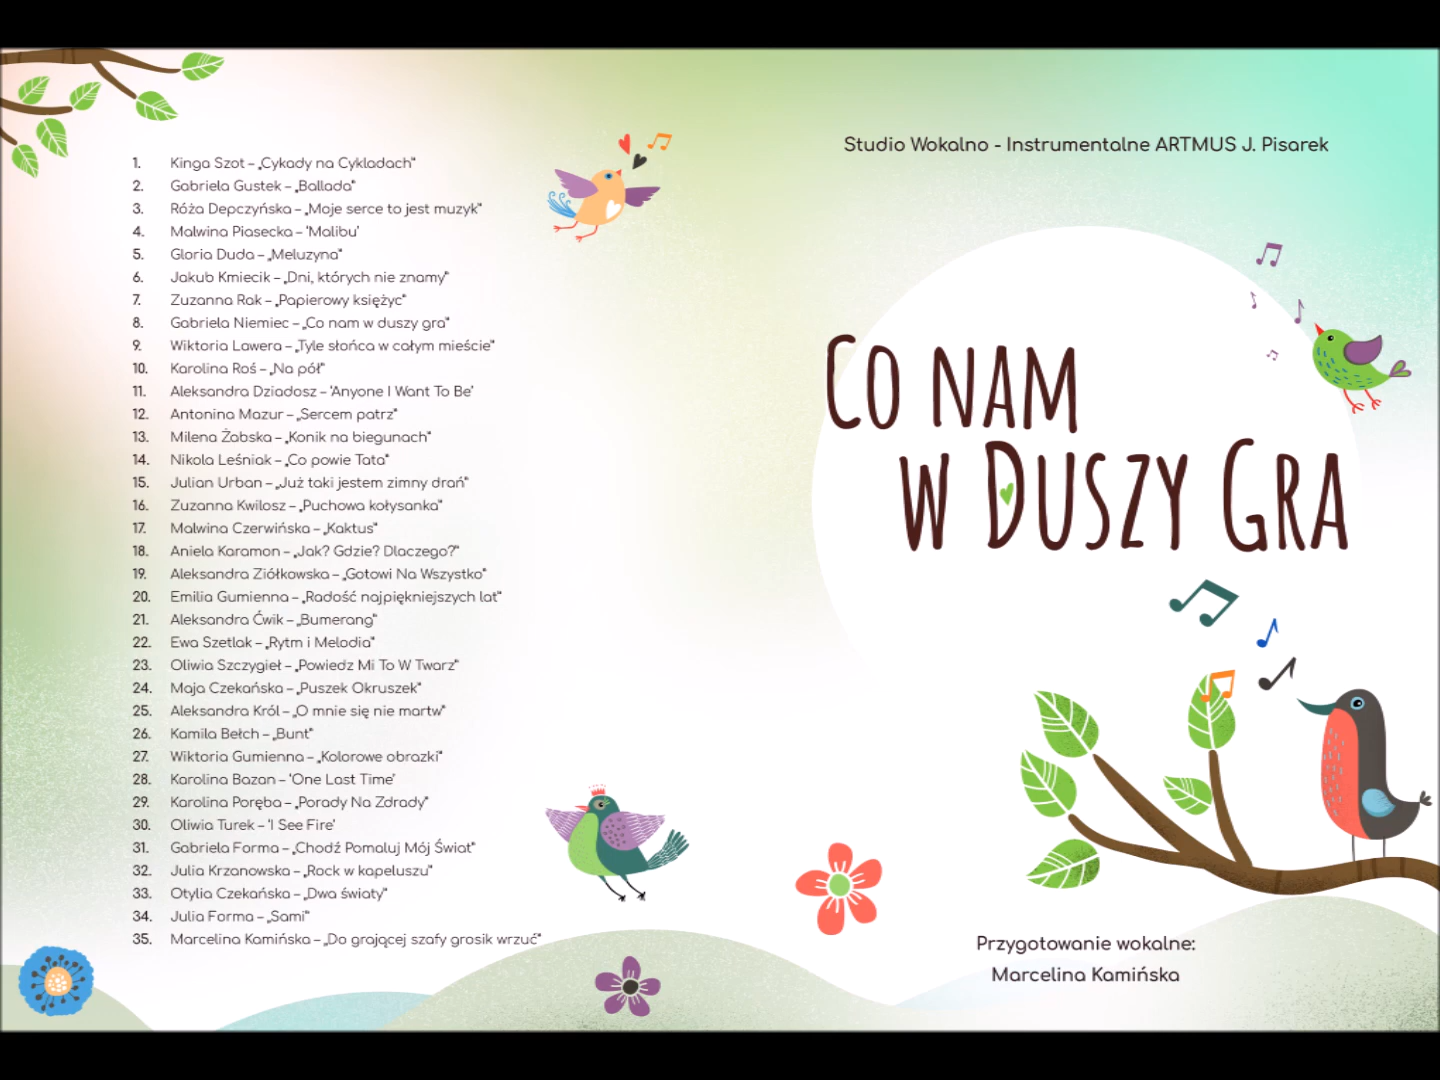 1. Kinga Szot – „Cykady na Cykladach"
2. Gabriela Gustek – „Ballada"
3. Róża Depczyńska – „Moje serce to jest muzyk"
4. Malwina Piasecka – 'Malibu'
5. Gloria Duda – „Meluzyna"
6. Jakub Kmiecik – „Dni, których nie znamy"
7. Zuzanna Rak – „Papierowy księżyc"
8. Gabriela Niemiec – „Co nam w duszy gra"
9. Wiktoria Lawera – „Tyle słońca w całym mieście"
10. Karolina Roś – „Na pół"
11. Aleksandra Dziadosz – 'Anyone I Want To Be'
12. Antonina Mazur – „Sercem patrz"
13. Milena Żabska – „Konik na biegunach"
14. Nikola Leśniak – „Co powie Tata"
15. Julian Urban – „Już taki jestem zimny drań"
16. Zuzanna Kwilosz – „Puchowa kołysanka"
17. Malwina Czerwińska – „Kaktus"
18. Aniela Karamon – „Jak? Gdzie? Dlaczego?"
19. Aleksandra Ziółkowska – „Gotowi Na Wszystko"
20. Emilia Gumienna – „Radość najpiękniejszych lat"
21. Aleksandra Ćwik – „Bumerang"
22. Ewa Szetlak – „Rytm i Melodia"
23. Oliwia Szczygieł – „Powiedz Mi To W Twarz"
24. Maja Czekańska – „Puszek Okruszek"
25. Aleksandra Król – „O mnie się nie martw"
26. Kamila Bełch – „Bunt"
27. Wiktoria Gumienna – „Kolorowe obrazki"
28. Karolina Bazan – 'One Last Time'
29. Karolina Poręba – „Porady Na Zdrady"
30. Oliwia Turek – 'I See Fire'
31. Gabriela Forma – „Chodź Pomaluj Mój Świat"
32. Julia Krzanowska – „Rock w kapeluszu"
33. Otylia Czekańska – „Dwa światy"
34. Julia Forma – „Sami"
35. Marcelina Kamińska – „Do grającej szafy grosik wrzuć"
Studio Wokalno - Instrumentalne ARTMUS J. Pisarek
Co nam
w Duszy Gra
Przygotowanie wokalne:
Marcelina Kamińska